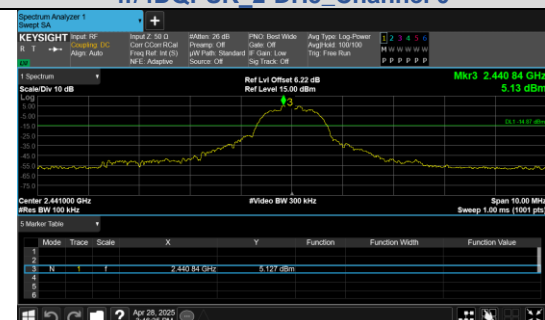 Spectrum Analyzer 1
Swept SA
+
KEYSIGHT Input: RF Input Z: 50 Ω #Atten: 26 dB PNO: Best Wide Avg Type: Log-Power 1 2 3 4 5 6
R T Coupling: DC Corr CCorr RCal Preamp: Off Gate: Off Avg|Hold: 100/100 M W W W W W
Align: Auto Freq Ref: Int (S) µW Path: Standard IF Gain: Low Trig: Free Run
NFE: Adaptive Source: Off Sig Track: Off P P P P P P
1 Spectrum Ref Lvl Offset 6.22 dB Mkr3 2.440 84 GHz
Scale/Div 10 dB Ref Level 15.00 dBm 5.13 dBm
Log
5.00
3
-5.00
DL1 -14.87 dBm
-15.0
-25.0
-35.0
-45.0
-55.0
-65.0
-75.0
Center 2.441000 GHz #Video BW 300 kHz Span 10.00 MHz
#Res BW 100 kHz Sweep 1.00 ms (1001 pts)
5 Marker Table
Mode Trace Scale X Y Function Function Width Function Value
1
2
3 N 1 f 2.440 84 GHz 5.127 dBm
4
5
6
? Apr 28, 2025